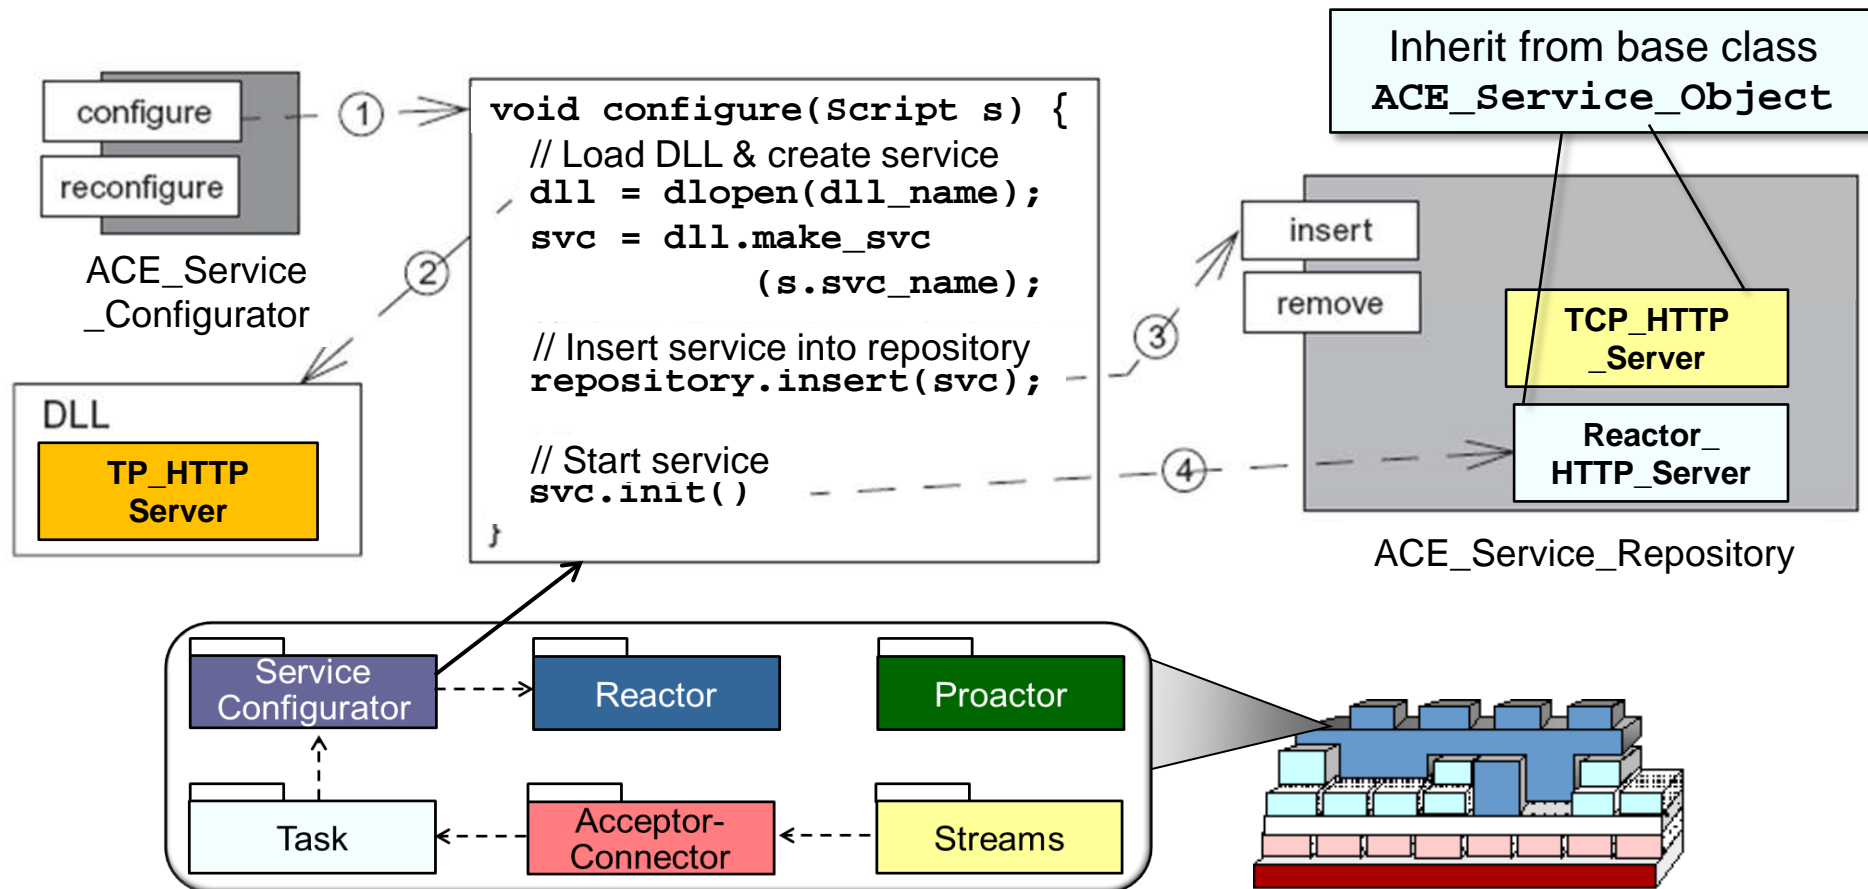 Inherit from base class
ACE_Service_Object
configure
reconfigure
ACE_Service
_Configurator
1
void configure(Script s) {
// Load DLL & create service
dll = dlopen(dll_name);
svc = dll.make_svc
(s.svc_name);
// Insert service into repository
repository.insert(svc);
// Start service
svc.init()
}
2
3
4
DLL
TP_HTTP
Server
insert
remove
TCP_HTTP
_Server
Reactor_
HTTP_Server
ACE_Service_Repository
Service
Configurator
Reactor
Proactor
Task
Acceptor-
Connector
Streams